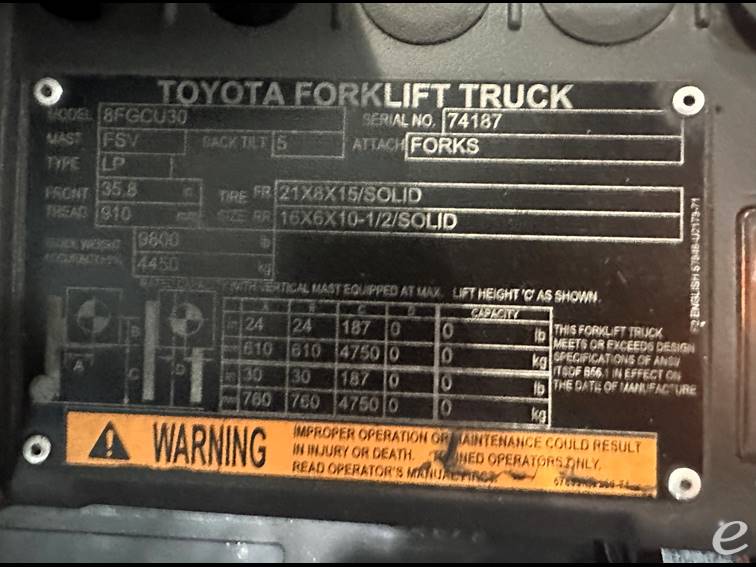 TOYOTA FORKLIFT TRUCK
MODEL 8FGCU30 SERIAL NO. 74187
MAST FSV BACK TILT 5 ATTACH FORKS
TYPE LP
FRONT 35.8 in TIRE FR 21X8X15/SOLID
TREAD 910 mm SIZE RR 16X6X10-1/2/SOLID
TRUCK WEIGHT 9800 lb
4450 kg
RATED CAPACITY WITH VERTICAL MAST EQUIPPED AT MAX. LIFT HEIGHT 'C' AS SHOWN.
A B C D CAPACITY
in 24 24 187 0 0 lb
610 610 4750 0 0 kg
in 30 30 187 0 0 lb
mm 760 760 4750 0 0 kg
A B C D
THIS FORKLIFT TRUCK
MEETS OR EXCEEDS DESIGN
SPECIFICATIONS OF ANSI/
ITSDF B56.1 IN EFFECT ON
THE DATE OF MANUFACTURE
WARNING
IMPROPER OPERATION OR MAINTENANCE COULD RESULT
IN INJURY OR DEATH. TRAINED OPERATORS ONLY.
READ OPERATOR'S MANUAL FIRST.
e